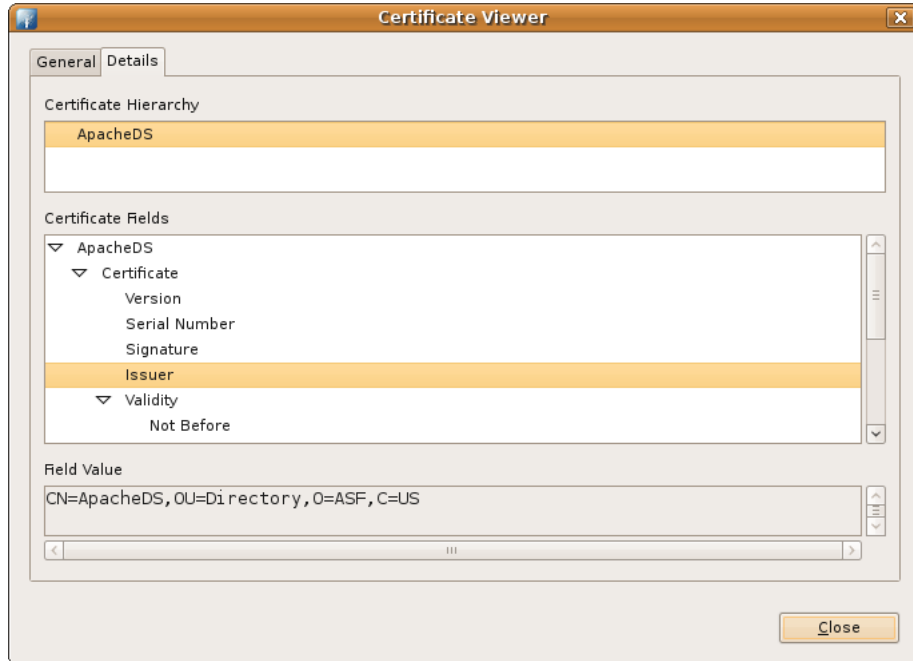 Certificate Viewer
General Details
Certificate Hierarchy
ApacheDS
Certificate Fields
ApacheDS
Certificate
Version
Serial Number
Signature
Issuer
Validity
Not Before
Field Value
CN=ApacheDS,OU=Directory,O=ASF,C=US
Close